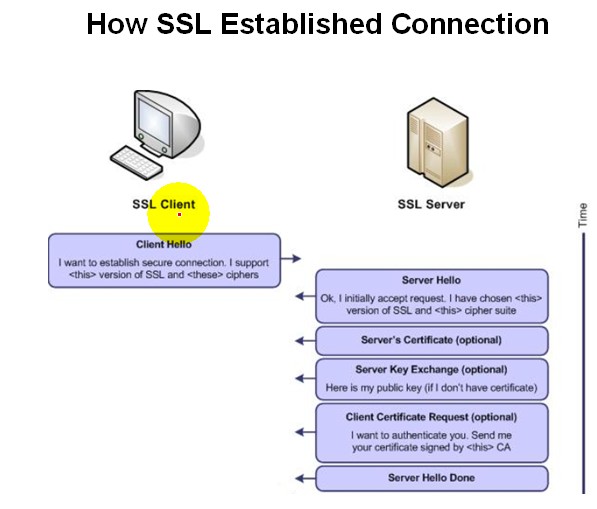 How SSL Established Connection
SSL Client
SSL Server
Time
Client Hello
I want to establish secure connection. I support
<this> version of SSL and <these> ciphers
Server Hello
Ok, I initially accept request. I have chosen <this>
version of SSL and <this> cipher suite
Server's Certificate (optional)
Server Key Exchange (optional)
Here is my public key (if I don't have certificate)
Client Certificate Request (optional)
I want to authenticate you. Send me
your certificate signed by <this> CA
Server Hello Done